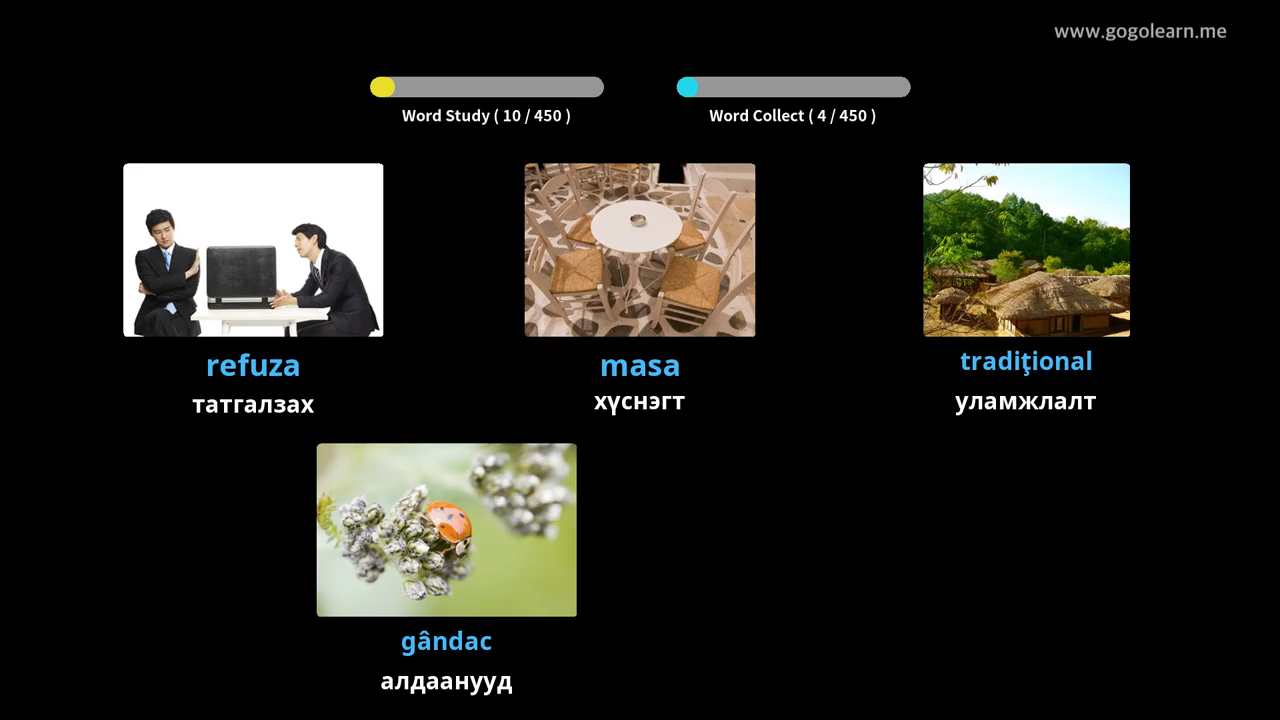 www.gogolearn.me
Word Study ( 10 / 450 )
Word Collect ( 4 / 450 )
refuza
татгалзах
masa
хүснэгт
tradiţional
уламжлалт
gândac
алдаанууд